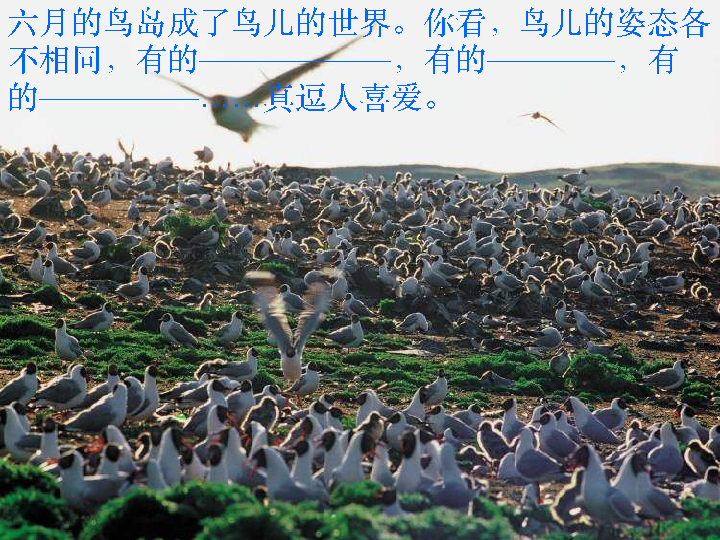 六月的鸟岛成了鸟儿的世界。你看，鸟儿的姿态各
不相同，有的——————，有的————，有
的—————……真逗人喜爱。